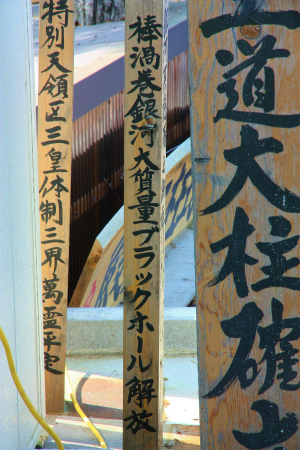 道大柱確
棒渦巻銀河大質量ブラックホール解放
特別天領区三皇体制三界萬霊平定